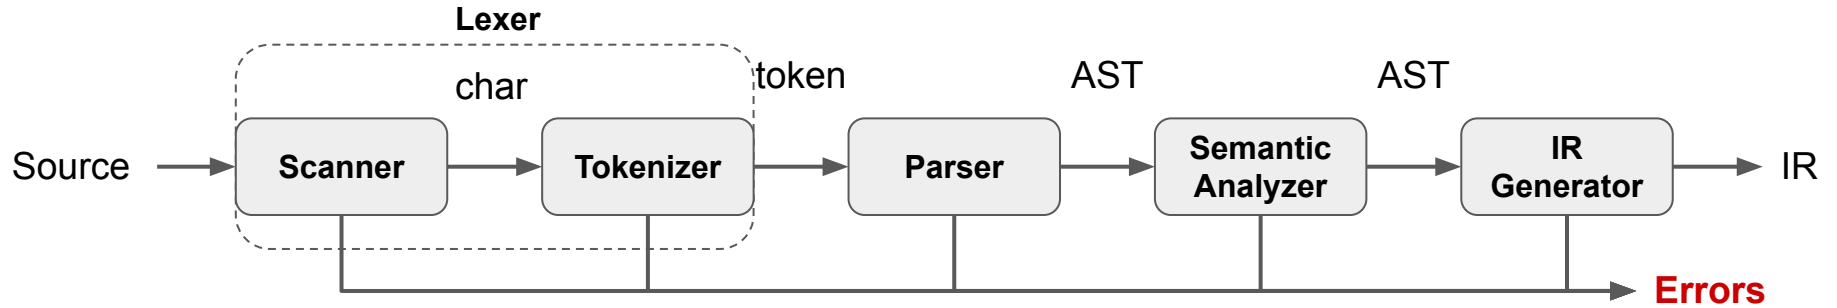 Lexer
char
token
AST
AST
Source
Scanner
Tokenizer
Parser
Semantic
Analyzer
IR
Generator
IR
Errors